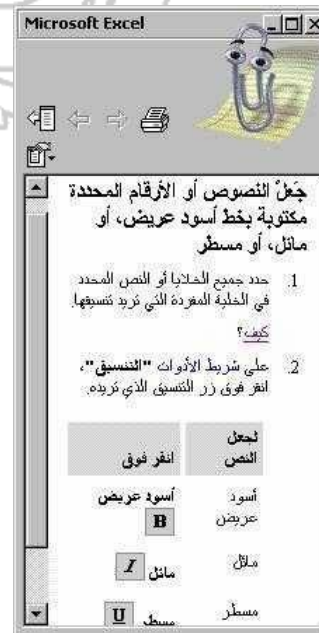 Microsoft Excel
جَعلْ النصوص أو الأرقام المحددة
مكتوبة بخط أسود عريض، أو
مائل، أو مسطر
1. حدد جميع الخلايا أو النص المحدد
في الخلية المفردة التي تريد تنسيقها.
كيف؟
2. على شريط الأدوات "التنسيق"،
انقر فوق زر التنسيق الذي تريده.
لجعل النص انقر فوق
أسود عريض أسود عريض B
مائل مائل I
مسطر مسطر U